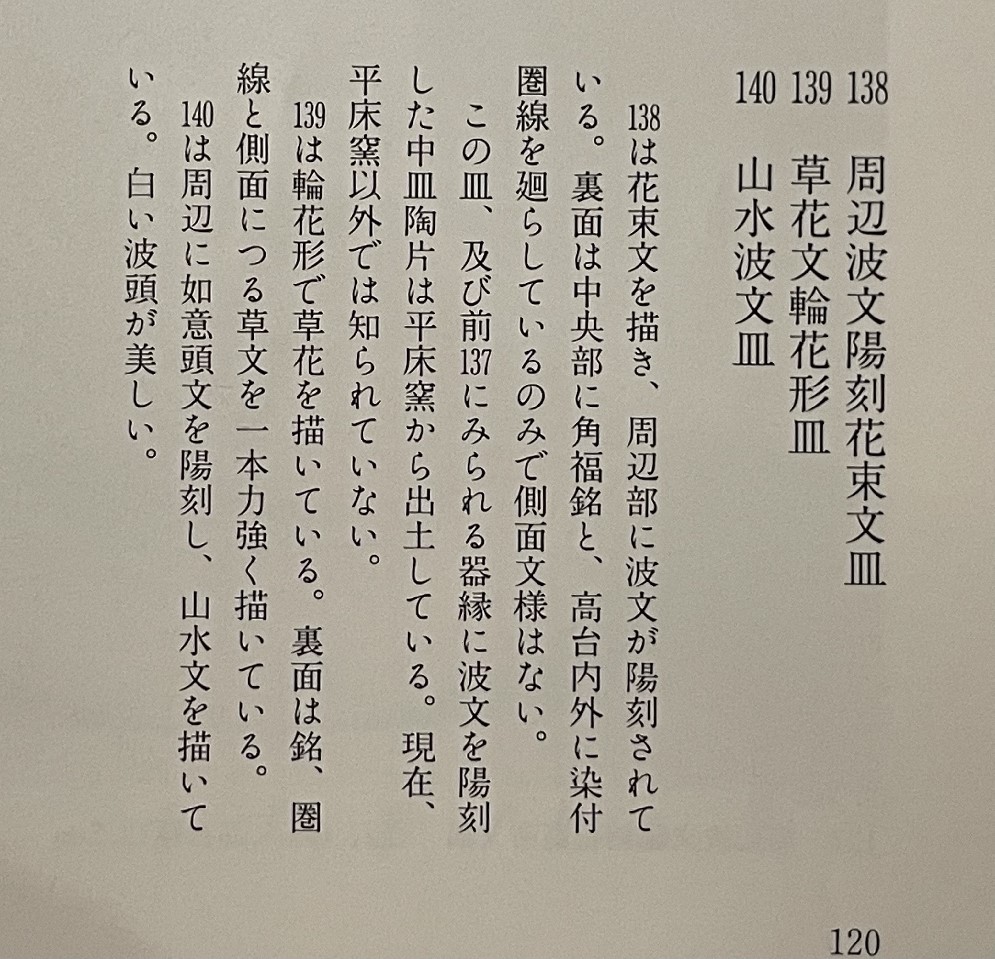 138 周辺波文陽刻花束文皿
139 草花文輪花形皿
140 山水波文皿
138は花束文を描き、周辺部に波文が陽刻されて
いる。裏面は中央部に角福銘と、高台内外に染付
圏線を廻らしているのみで側面文様はない。
この皿、及び前137にみられる器縁に波文を陽刻
した中皿陶片は平床窯から出土している。現在、
平床窯以外では知られていない。
139は輪花形で草花を描いている。裏面は銘、圏
線と側面につる草文を一本力強く描いている。
140は周辺に如意頭文を陽刻し、山水文を描いて
いる。白い波頭が美しい。
120